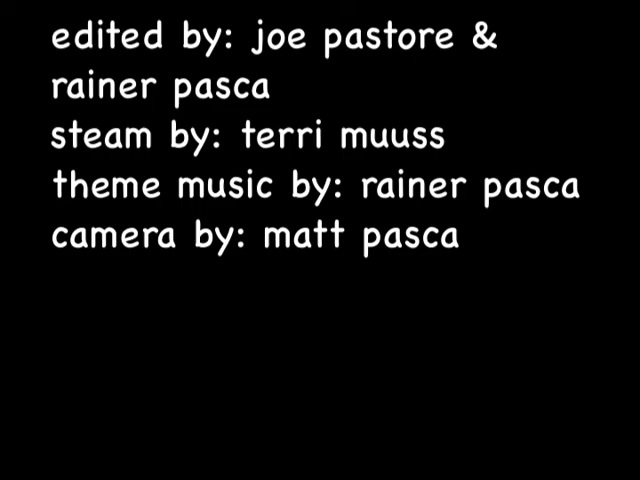 edited by: joe pastore &
rainer pasca
steam by: terri muuss
theme music by: rainer pasca
camera by: matt pasca